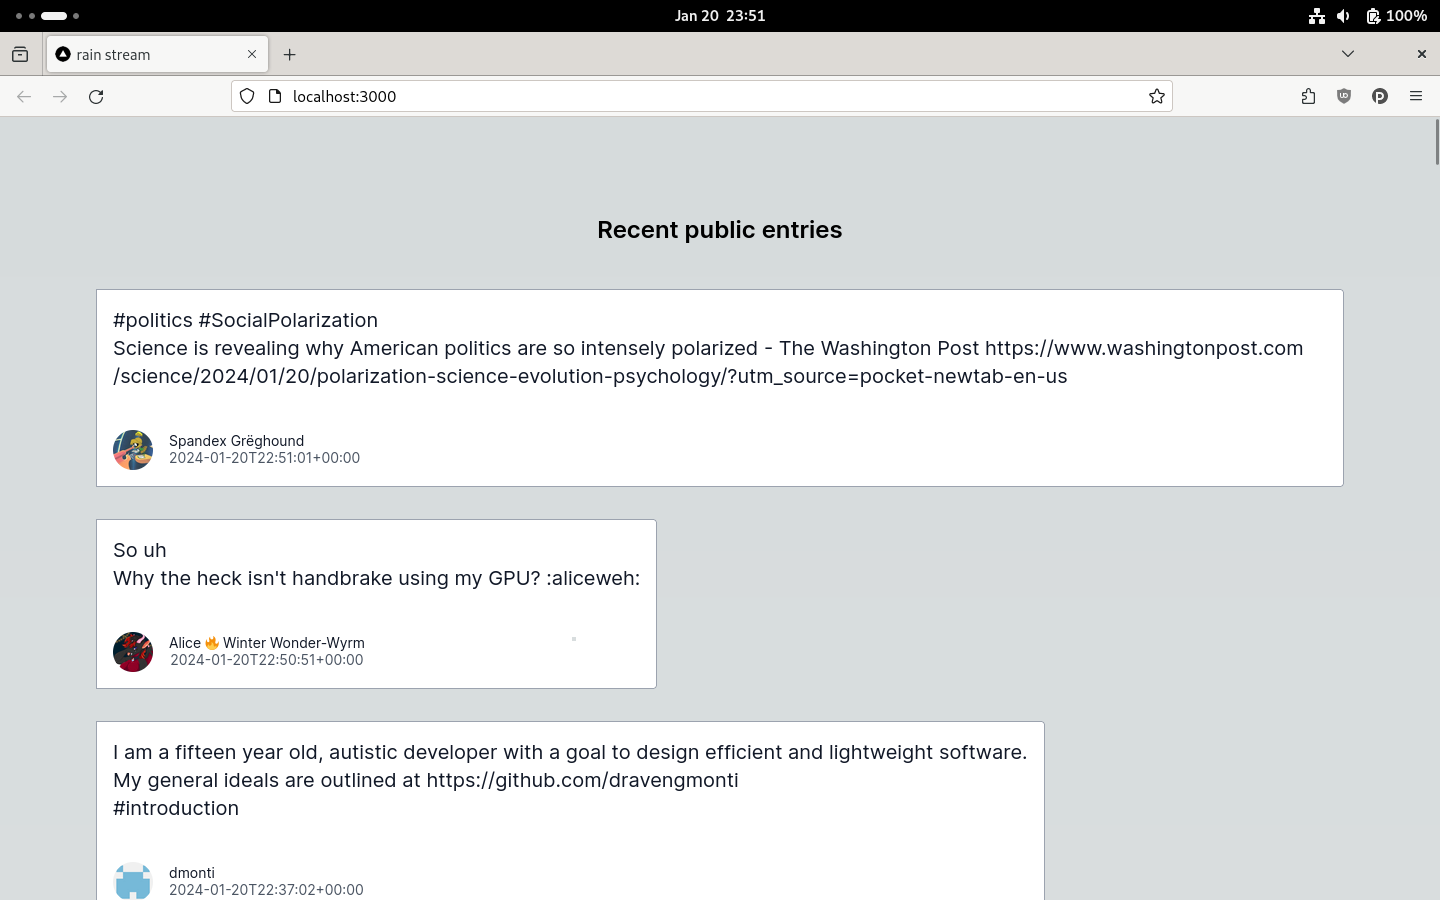 Jan 20 23:51
100%
rain stream
localhost:3000
Recent public entries
#politics #SocialPolarization
Science is revealing why American politics are so intensely polarized - The Washington Post https://www.washingtonpost.com
/science/2024/01/20/polarization-science-evolution-psychology/?utm_source=pocket-newtab-en-us
Spandex Grëghound
2024-01-20T22:51:01+00:00
So uh
Why the heck isn't handbrake using my GPU? :aliceweh:
Alice 🔥 Winter Wonder-Wyrm
2024-01-20T22:50:51+00:00
I am a fifteen year old, autistic developer with a goal to design efficient and lightweight software.
My general ideals are outlined at https://github.com/dravengmonti
#introduction
dmonti
2024-01-20T22:37:02+00:00